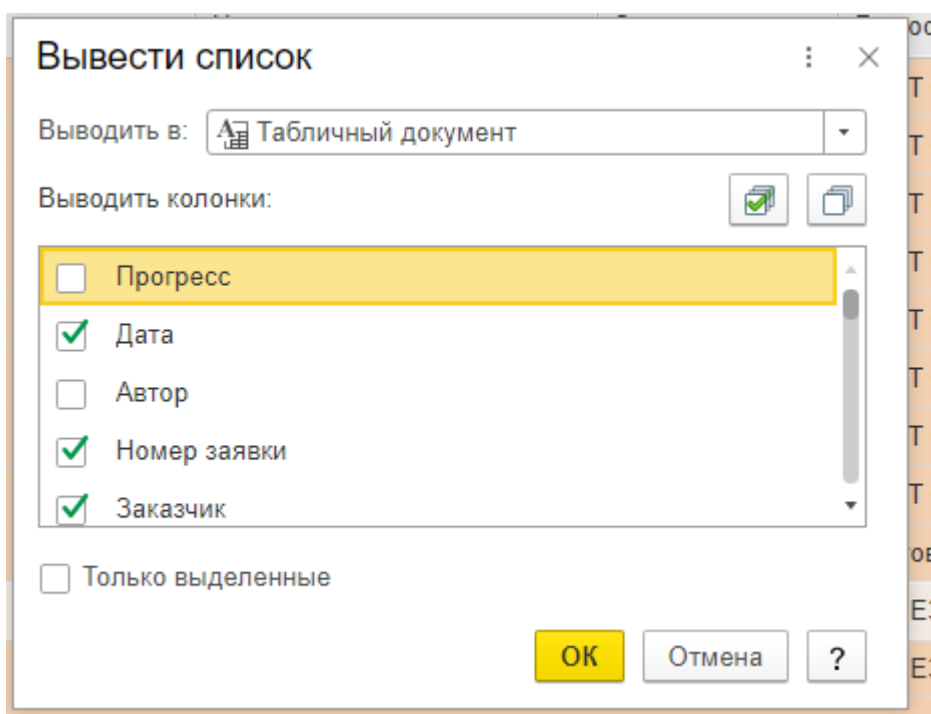 Вывести список
Выводить в: Табличный документ
Выводить колонки:
Прогресс
Дата
Автор
Номер заявки
Заказчик
Только выделенные
ОК Отмена ?